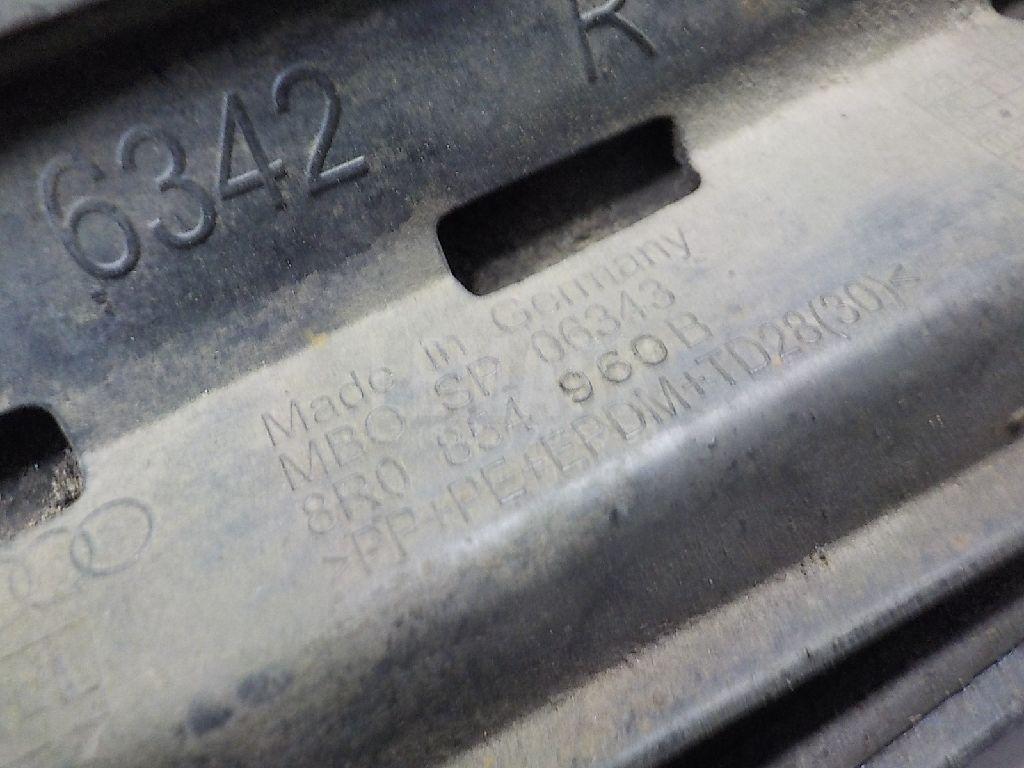 6342 R
Made in Germany
MBO SP 06343
8R0 854 960 B
>PP+PE+EPDM+TD28(30)<